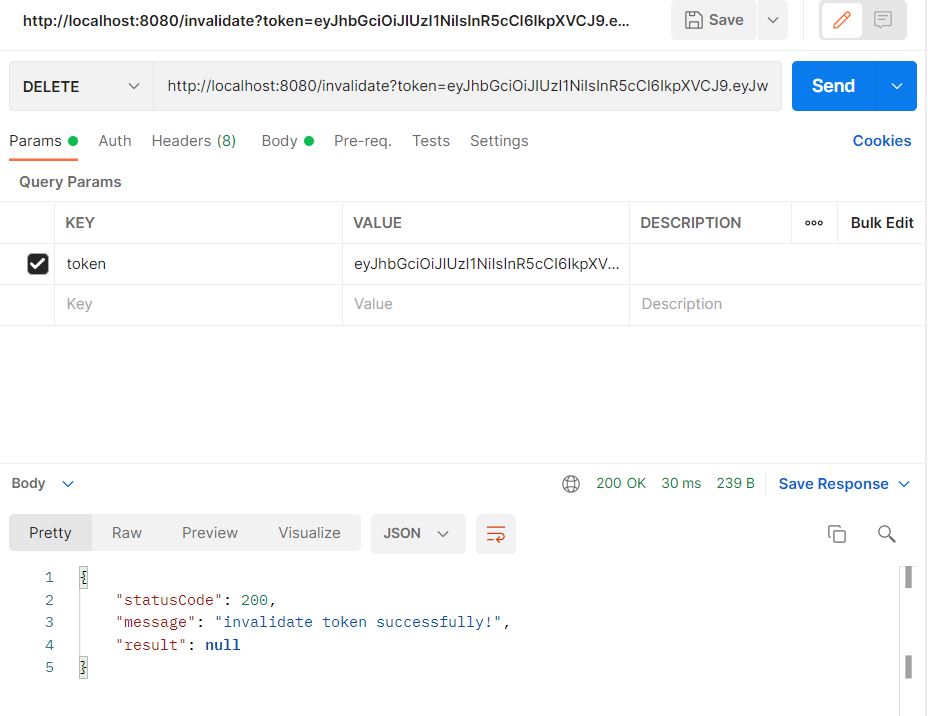 http://localhost:8080/invalidate?token=eyJhbGciOiJIUzI1NiIsInR5cCI6IkpXVCJ9.e...
Save
DELETE
http://localhost:8080/invalidate?token=eyJhbGciOiJIUzI1NiIsInR5cCI6IkpXVCJ9.eyJw
Send
Params Auth Headers (8) Body Pre-req. Tests Settings Cookies
Query Params
KEY VALUE DESCRIPTION ooo Bulk Edit
token eyJhbGciOiJIUzI1NiIsInR5cCI6IkpXV...
Key Value Description
Body 200 OK 30 ms 239 B Save Response
Pretty Raw Preview Visualize JSON
1 {
2 "statusCode": 200,
3 "message": "invalidate token successfully!",
4 "result": null
5 }